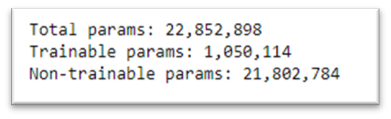 Total params: 22,852,898
Trainable params: 1,050,114
Non-trainable params: 21,802,784